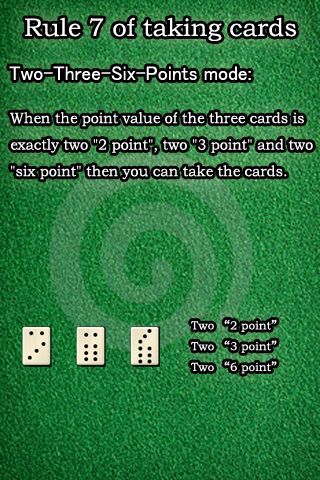 Rule 7 of taking cards
Two-Three-Six-Points mode:
When the point value of the three cards is
exactly two "2 point", two "3 point" and two
"six point" then you can take the cards.
Two “2 point”
Two “3 point”
Two “6 point”